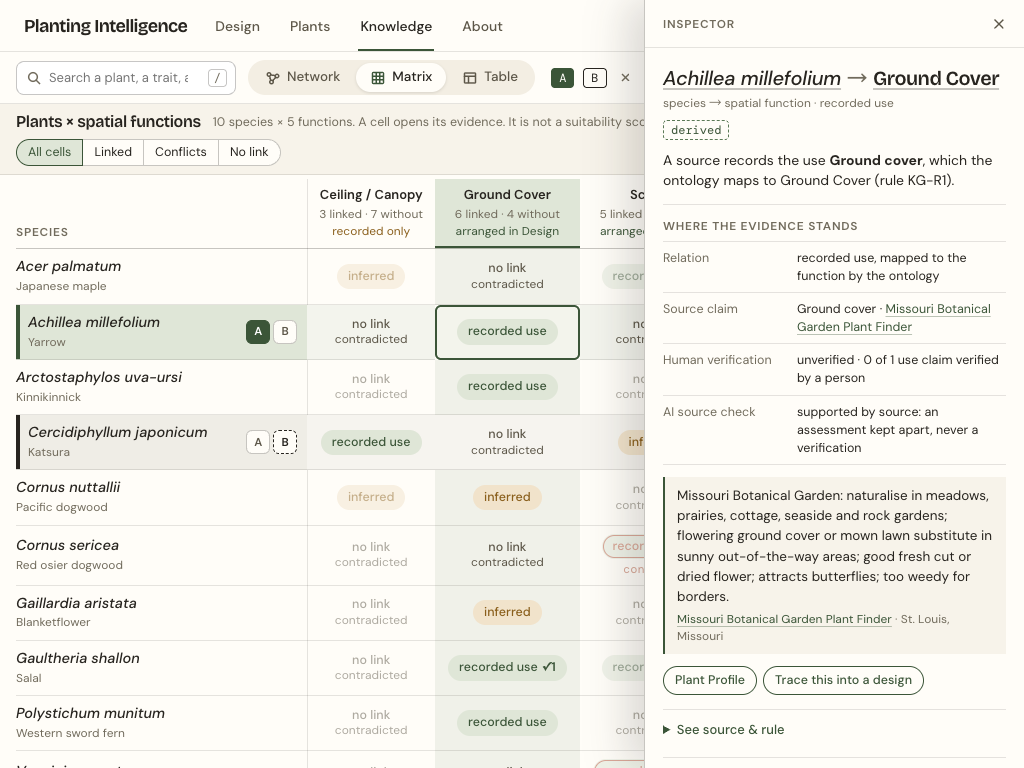 Planting Intelligence
Design
Plants
Knowledge
About
Search a plant, a trait, a
/
Network
Matrix
Table
A
B
×
Plants × spatial functions
10 species × 5 functions. A cell opens its evidence. It is not a suitability
All cells
Linked
Conflicts
No link
SPECIES
Ceiling / Canopy
3 linked · 7 without
recorded only
Ground Cover
6 linked · 4 without
arranged in Design
5 linked
Acer palmatum
Japanese maple
inferred
no link
contradicted
Achillea millefolium
Yarrow
A
B
no link
contradicted
recorded use
Arctostaphylos uva-ursi
Kinnikinnick
no link
contradicted
recorded use
Cercidiphyllum japonicum
Katsura
A
B
recorded use
no link
contradicted
Cornus nuttallii
Pacific dogwood
inferred
inferred
Cornus sericea
Red osier dogwood
no link
contradicted
no link
contradicted
Gaillardia aristata
Blanketflower
no link
contradicted
inferred
Gaultheria shallon
Salal
no link
contradicted
recorded use ✓1
Polystichum munitum
Western sword fern
no link
contradicted
recorded use
INSPECTOR
×
Achillea millefolium → Ground Cover
species → spatial function · recorded use
derived
A source records the use Ground cover, which the
ontology maps to Ground Cover (rule KG-R1).
WHERE THE EVIDENCE STANDS
Relation
recorded use, mapped to the
function by the ontology
Source claim
Ground cover · Missouri Botanical
Garden Plant Finder
Human verification
unverified · 0 of 1 use claim verified
by a person
AI source check
supported by source: an
assessment kept apart, never a
verification
Missouri Botanical Garden: naturalise in meadows,
prairies, cottage, seaside and rock gardens;
flowering ground cover or mown lawn substitute in
sunny out-of-the-way areas; good fresh cut or
dried flower; attracts butterflies; too weedy for
borders.
Missouri Botanical Garden Plant Finder · St. Louis,
Missouri
Plant Profile
Trace this into a design
See source & rule